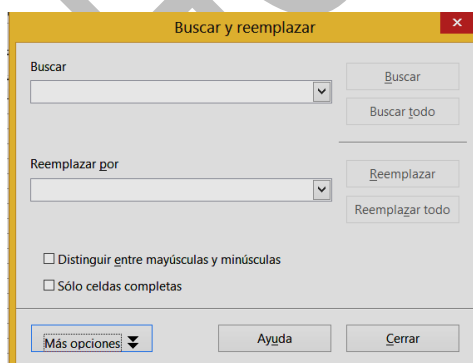 Buscar y reemplazar
Buscar
Buscar
Buscar todo
Reemplazar por
Reemplazar
Reemplazar todo
Distinguir entre mayúsculas y minúsculas
Sólo celdas completas
Más opciones
Ayuda
Cerrar